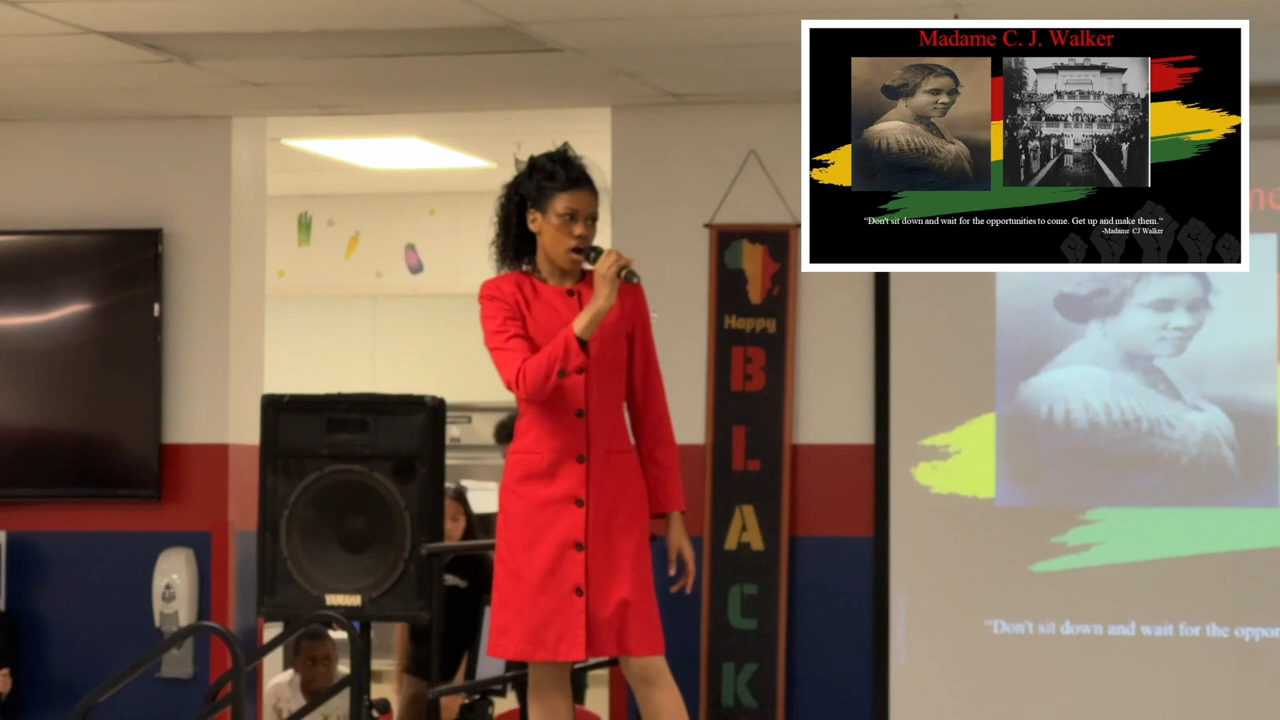 Madame C. J. Walker
"Don't sit down and wait for the opportunities to come. Get up and make them."
-Madame CJ Walker
Happy
B
L
A
C
K
YAMAHA
"Don't sit down and wait for the oppor